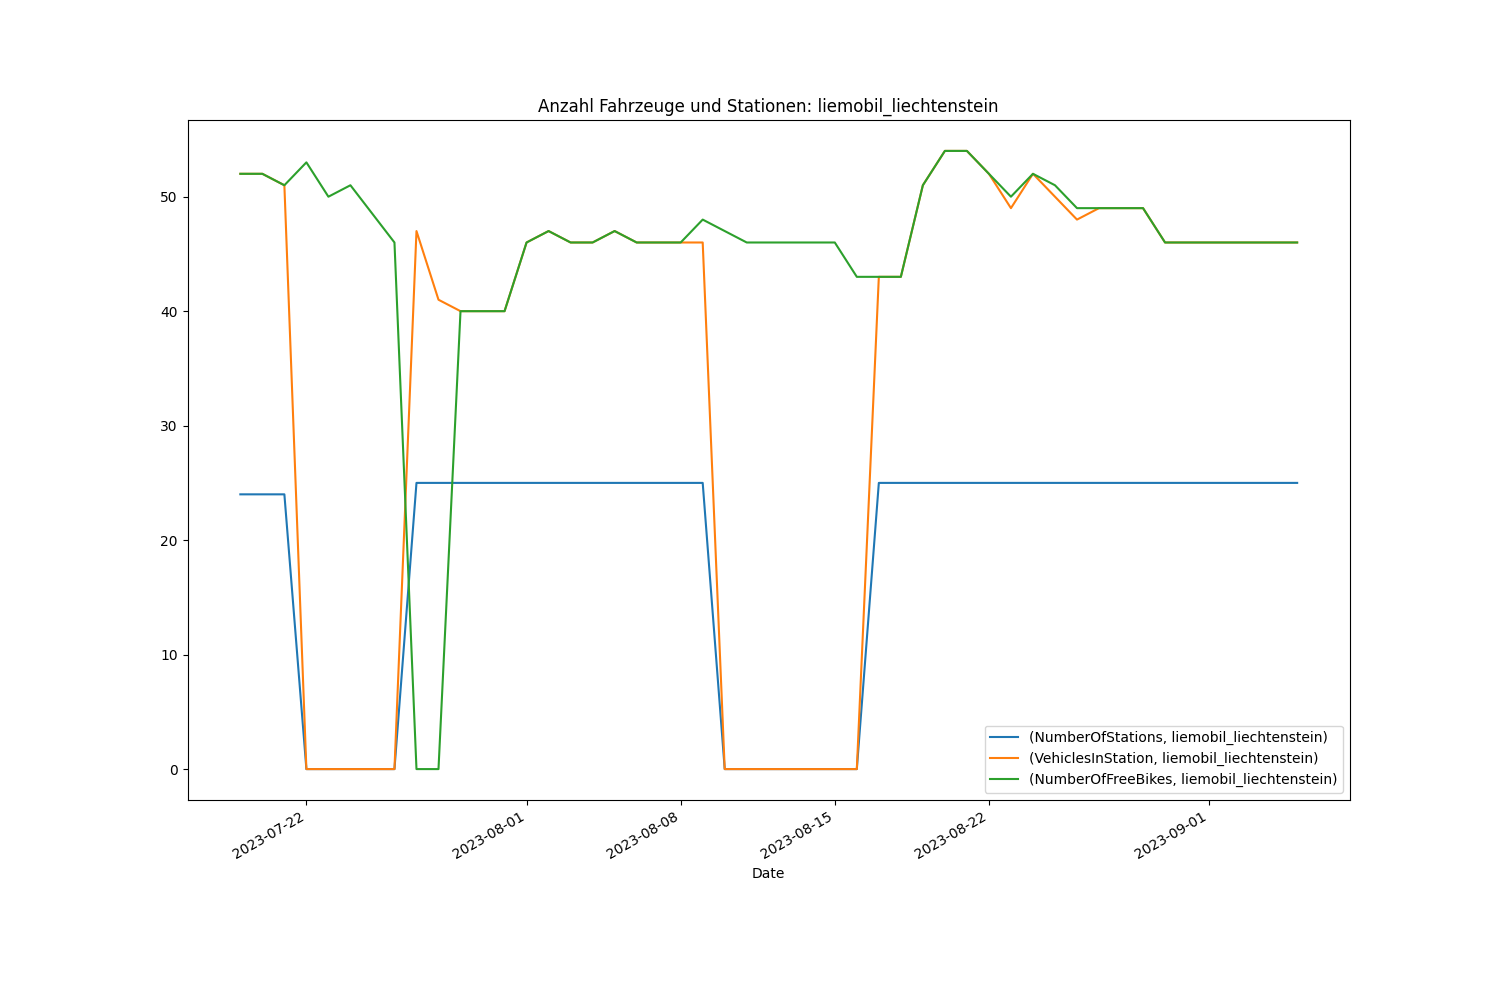 Anzahl Fahrzeuge und Stationen: liemobil_liechtenstein
50
40
30
20
10
0
(NumberOfStations, liemobil_liechtenstein)
(VehiclesInStation, liemobil_liechtenstein)
(NumberOfFreeBikes, liemobil_liechtenstein)
2023-07-22
2023-08-01
2023-08-08
2023-08-15
2023-08-22
2023-09-01
Date